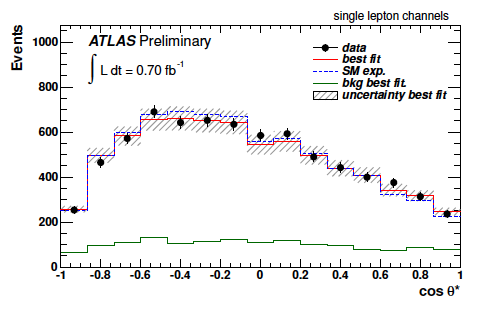 single lepton channels
Events
ATLAS Preliminary
∫ L dt = 0.70 fb⁻¹
data
best fit
SM exp.
bkg best fit.
uncertainty best fit
1000
800
600
400
200
0
-1 -0.8 -0.6 -0.4 -0.2 0 0.2 0.4 0.6 0.8 1
cos θ*